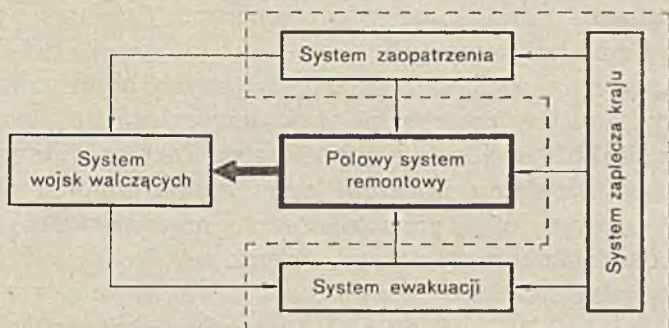 System zaopatrzenia
System
wojsk walczących
Polowy system
remontowy
System ewakuacji
System zaplecza kraju